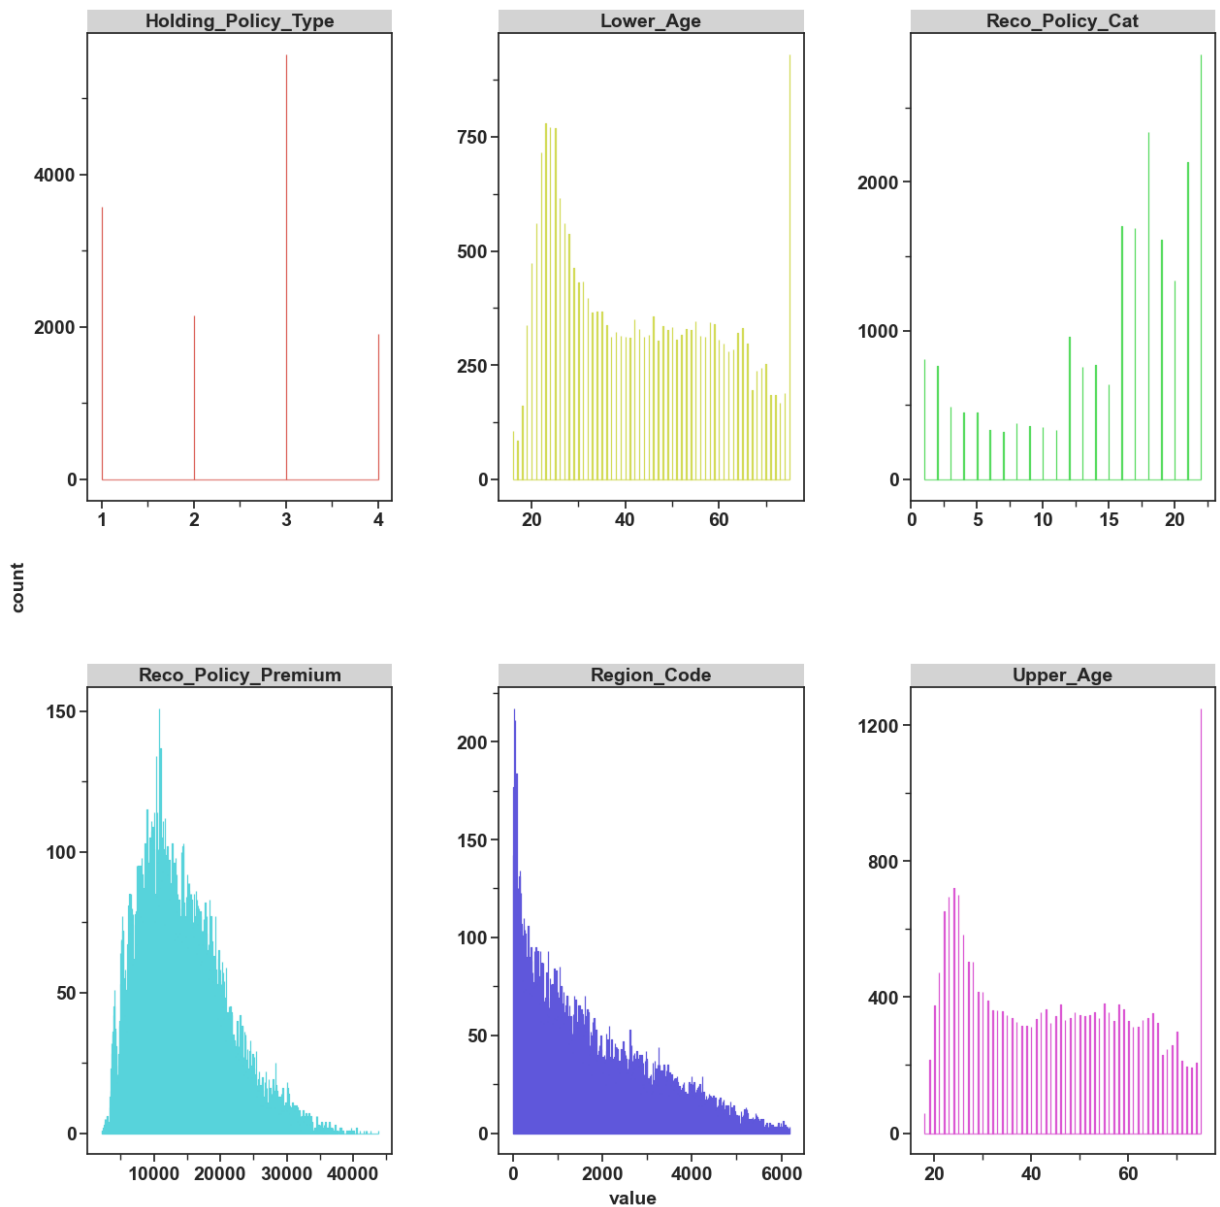 Holding_Policy_Type
Lower_Age
Reco_Policy_Cat
4000
2000
0
1 2 3 4
750
500
250
0
20 40 60
2000
1000
0
0 5 10 15 20
count
Reco_Policy_Premium
Region_Code
Upper_Age
150
100
50
0
10000 20000 30000 40000
200
150
100
50
0
0 2000 4000 6000
1200
800
400
0
20 40 60
value